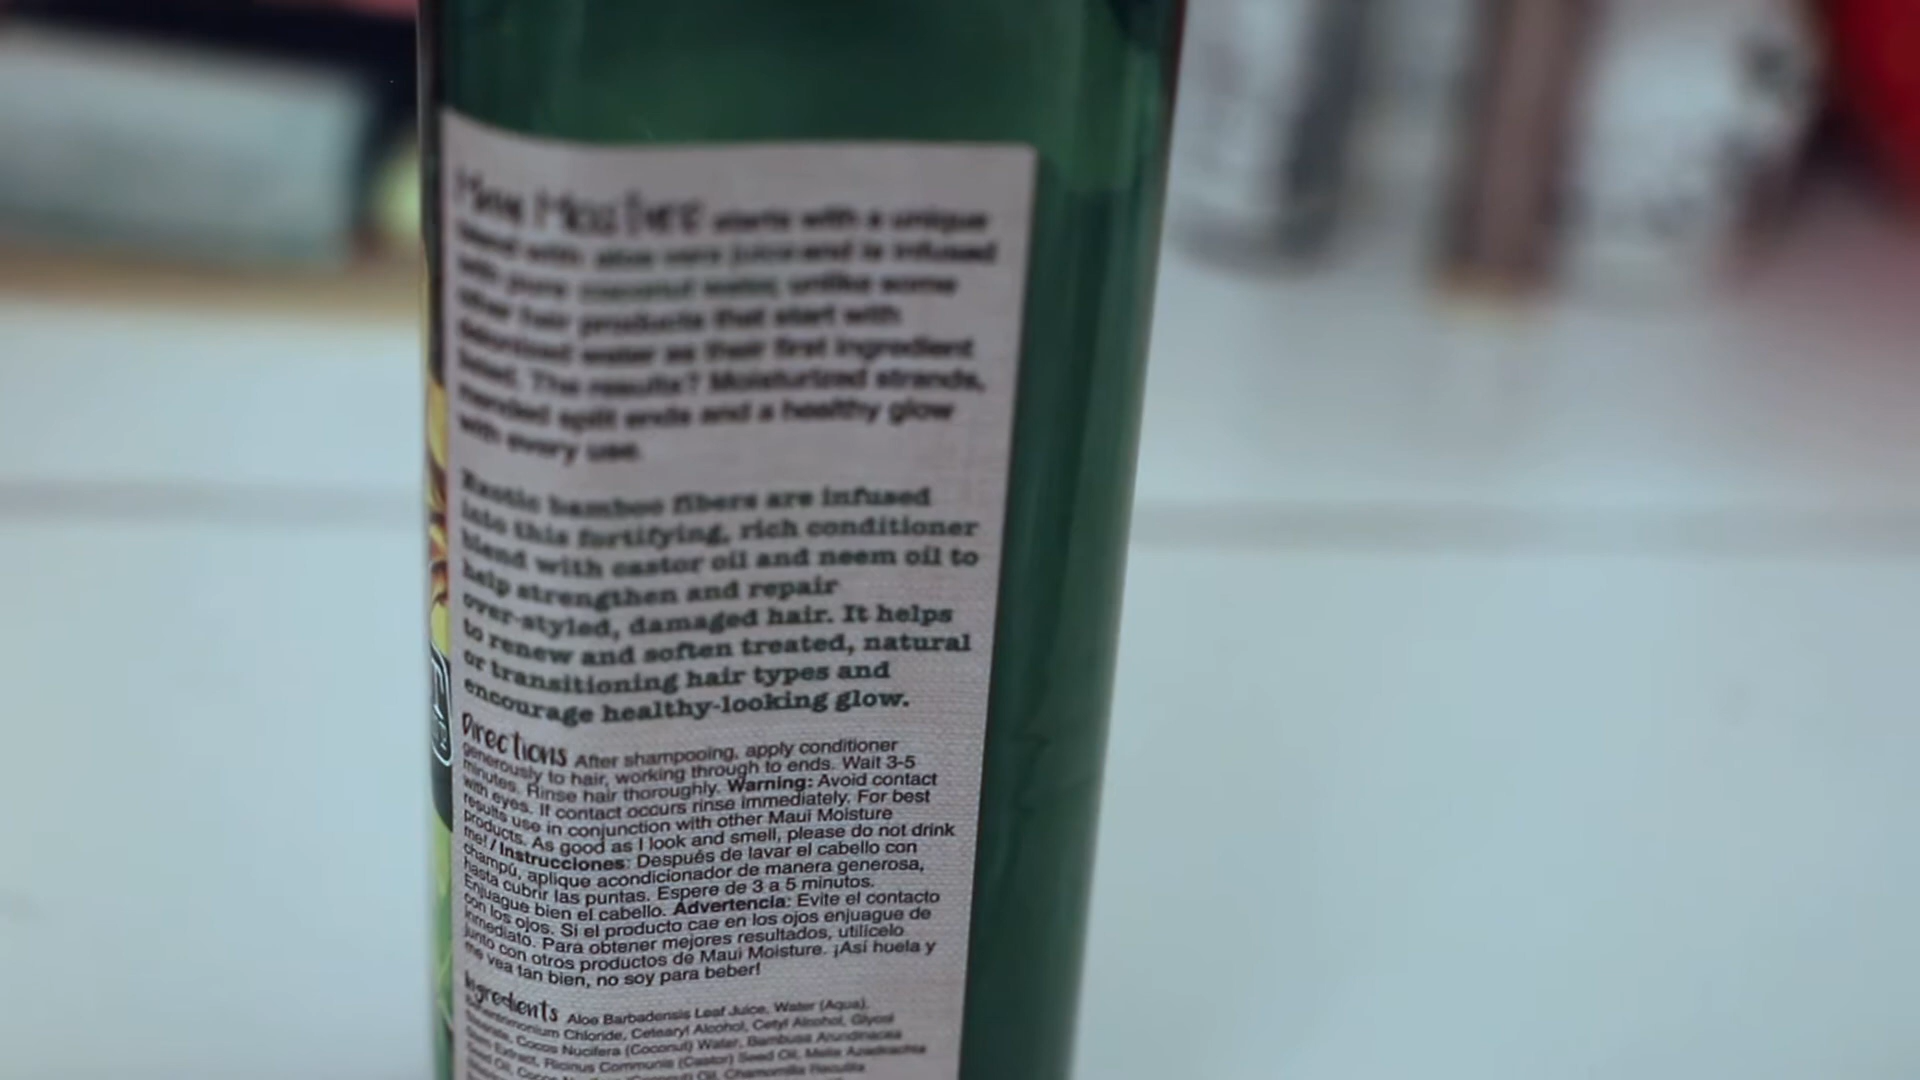 Maui Moisture starts with a unique
blend with aloe vera juice and is infused
with pure coconut water, unlike some
other hair products that start with
deionized water as their first ingredient
listed. The results? Moisturized strands,
mended split ends and a healthy glow
with every use.
Exotic bamboo fibers are infused
into this fortifying, rich conditioner
blend with castor oil and neem oil to
help strengthen and repair
over-styled, damaged hair. It helps
to renew and soften treated, natural
or transitioning hair types and
encourage healthy-looking glow.
Directions After shampooing, apply conditioner
generously to hair, working through to ends. Wait 3-5
minutes. Rinse hair thoroughly. Warning: Avoid contact
with eyes. If contact occurs rinse immediately. For best
results use in conjunction with other Maui Moisture
products. As good as I look and smell, please do not drink
me! / Instrucciones: Después de lavar el cabello con
champú, aplique acondicionador de manera generosa,
hasta cubrir las puntas. Espere de 3 a 5 minutos.
Enjuague bien el cabello. Advertencia: Evite el contacto
con los ojos. Si el producto cae en los ojos enjuague de
inmediato. Para obtener mejores resultados, utilícelo
junto con otros productos de Maui Moisture. ¡Así huela y
me vea tan bien, no soy para beber!
Ingredients Aloe Barbadensis Leaf Juice, Water (Aqua),
Behentrimonium Chloride, Cetearyl Alcohol, Cetyl Alcohol, Glycol
Stearate, Cocos Nucifera (Coconut) Water, Bambusa Arundinacea
Stem Extract, Ricinus Communis (Castor) Seed Oil, Melia Azadirachta
Seed Oil, Cocos Nucifera (Coconut) Oil, Chamomilla Recutita